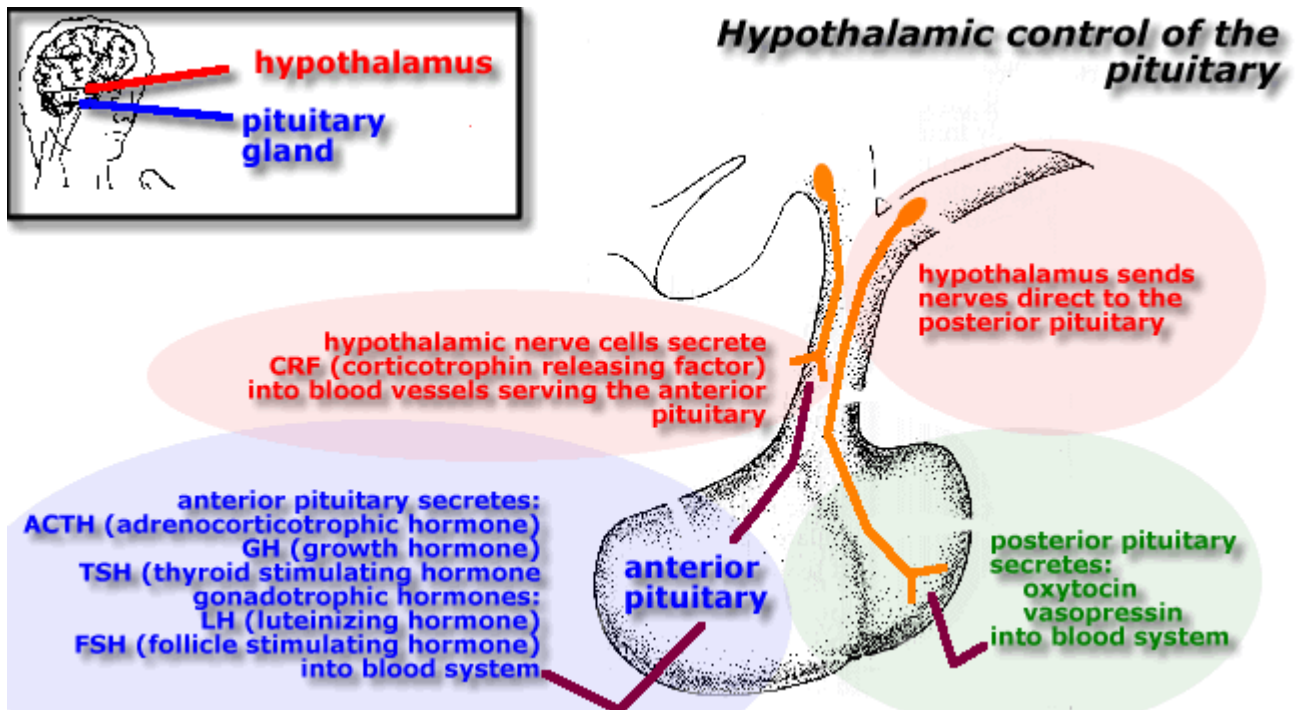 hypothalamus
pituitary
gland
Hypothalamic control of the
pituitary
hypothalamus sends
nerves direct to the
posterior pituitary
hypothalamic nerve cells secrete
CRF (corticotrophin releasing factor)
into blood vessels serving the anterior
pituitary
anterior pituitary secretes:
ACTH (adrenocorticotrophic hormone)
GH (growth hormone)
TSH (thyroid stimulating hormone
gonadotrophic hormones:
LH (luteinizing hormone)
FSH (follicle stimulating hormone)
into blood system
anterior
pituitary
posterior pituitary
secretes:
oxytocin
vasopressin
into blood system